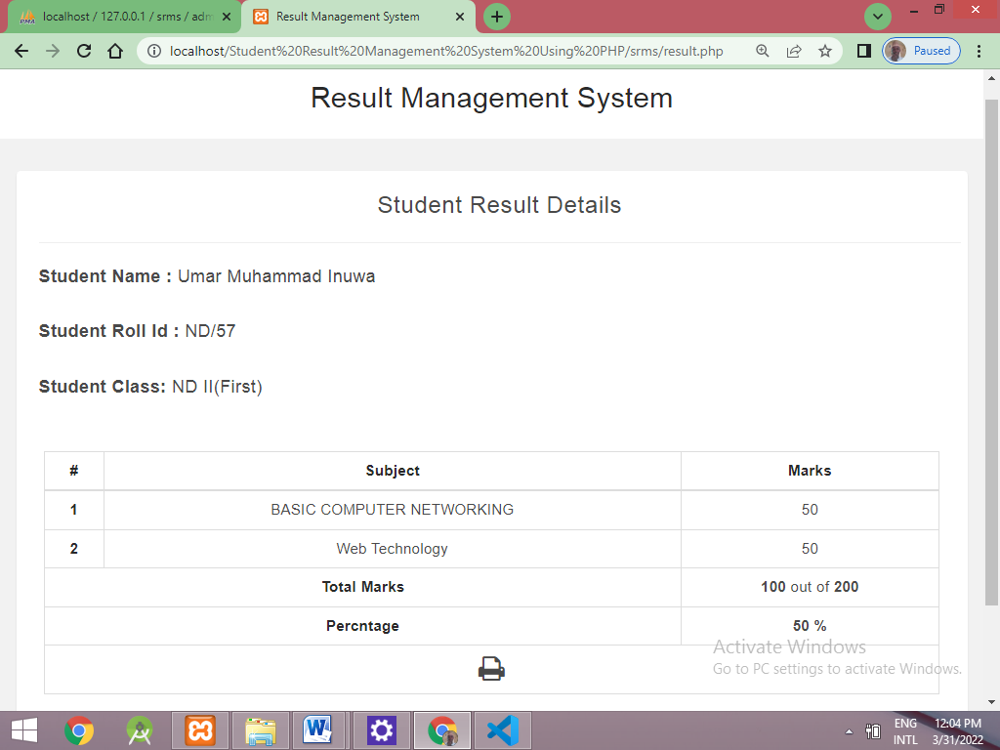 localhost / 127.0.0.1 / srms / adm
Result Management System
localhost/Student%20Result%20Management%20System%20Using%20PHP/srms/result.php
Paused
Result Management System
Student Result Details
Student Name : Umar Muhammad Inuwa
Student Roll Id : ND/57
Student Class: ND II(First)
# Subject Marks
1 BASIC COMPUTER NETWORKING 50
2 Web Technology 50
Total Marks 100 out of 200
Percntage 50 %
Activate Windows
Go to PC settings to activate Windows.
ENG 12:04 PM
INTL 3/31/2022